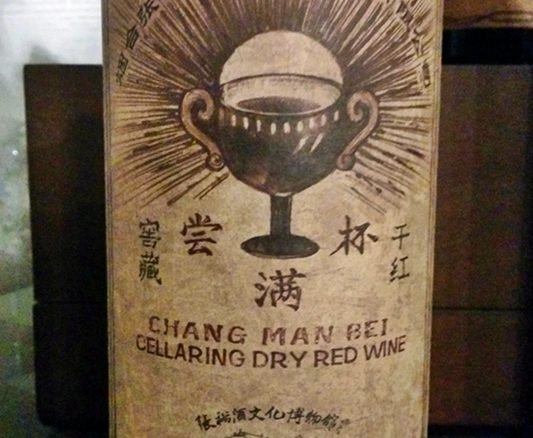 窖藏
尝
杯
干红
满
CHANG MAN BEI
CELLARING DRY RED WINE
张裕酒文化博物馆